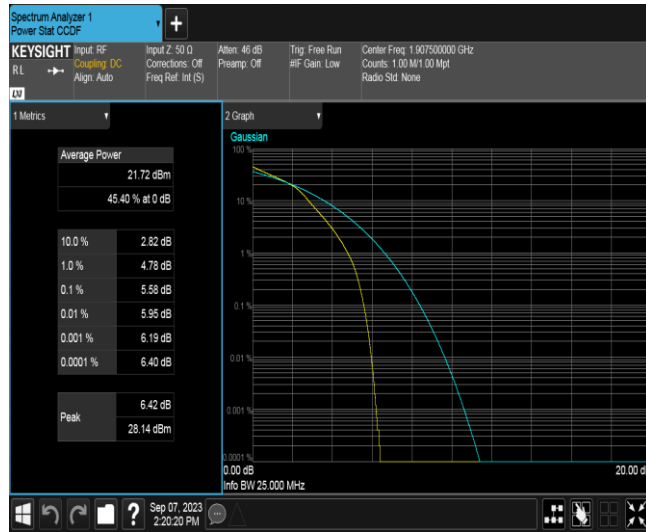 Spectrum Analyzer 1
Power Stat CCDF
+
KEYSIGHT
RL
LXI
Input: RF
Coupling: DC
Align: Auto
Input Z: 50 Ω
Corrections: Off
Freq Ref: Int (S)
Atten: 46 dB
Preamp: Off
Trig: Free Run
#IF Gain: Low
Center Freq: 1.907500000 GHz
Counts: 1.00 M/1.00 Mpt
Radio Std: None
1 Metrics
Average Power
21.72 dBm
45.40 % at 0 dB
10.0 % 2.82 dB
1.0 % 4.78 dB
0.1 % 5.58 dB
0.01 % 5.95 dB
0.001 % 6.19 dB
0.0001 % 6.40 dB
Peak
6.42 dB
28.14 dBm
2 Graph
Gaussian
100 %
10 %
1 %
0.1 %
0.01 %
0.001 %
0.0001 %
0.00 dB
20.00 d
Info BW 25.000 MHz
?
Sep 07, 2023
2:20:20 PM